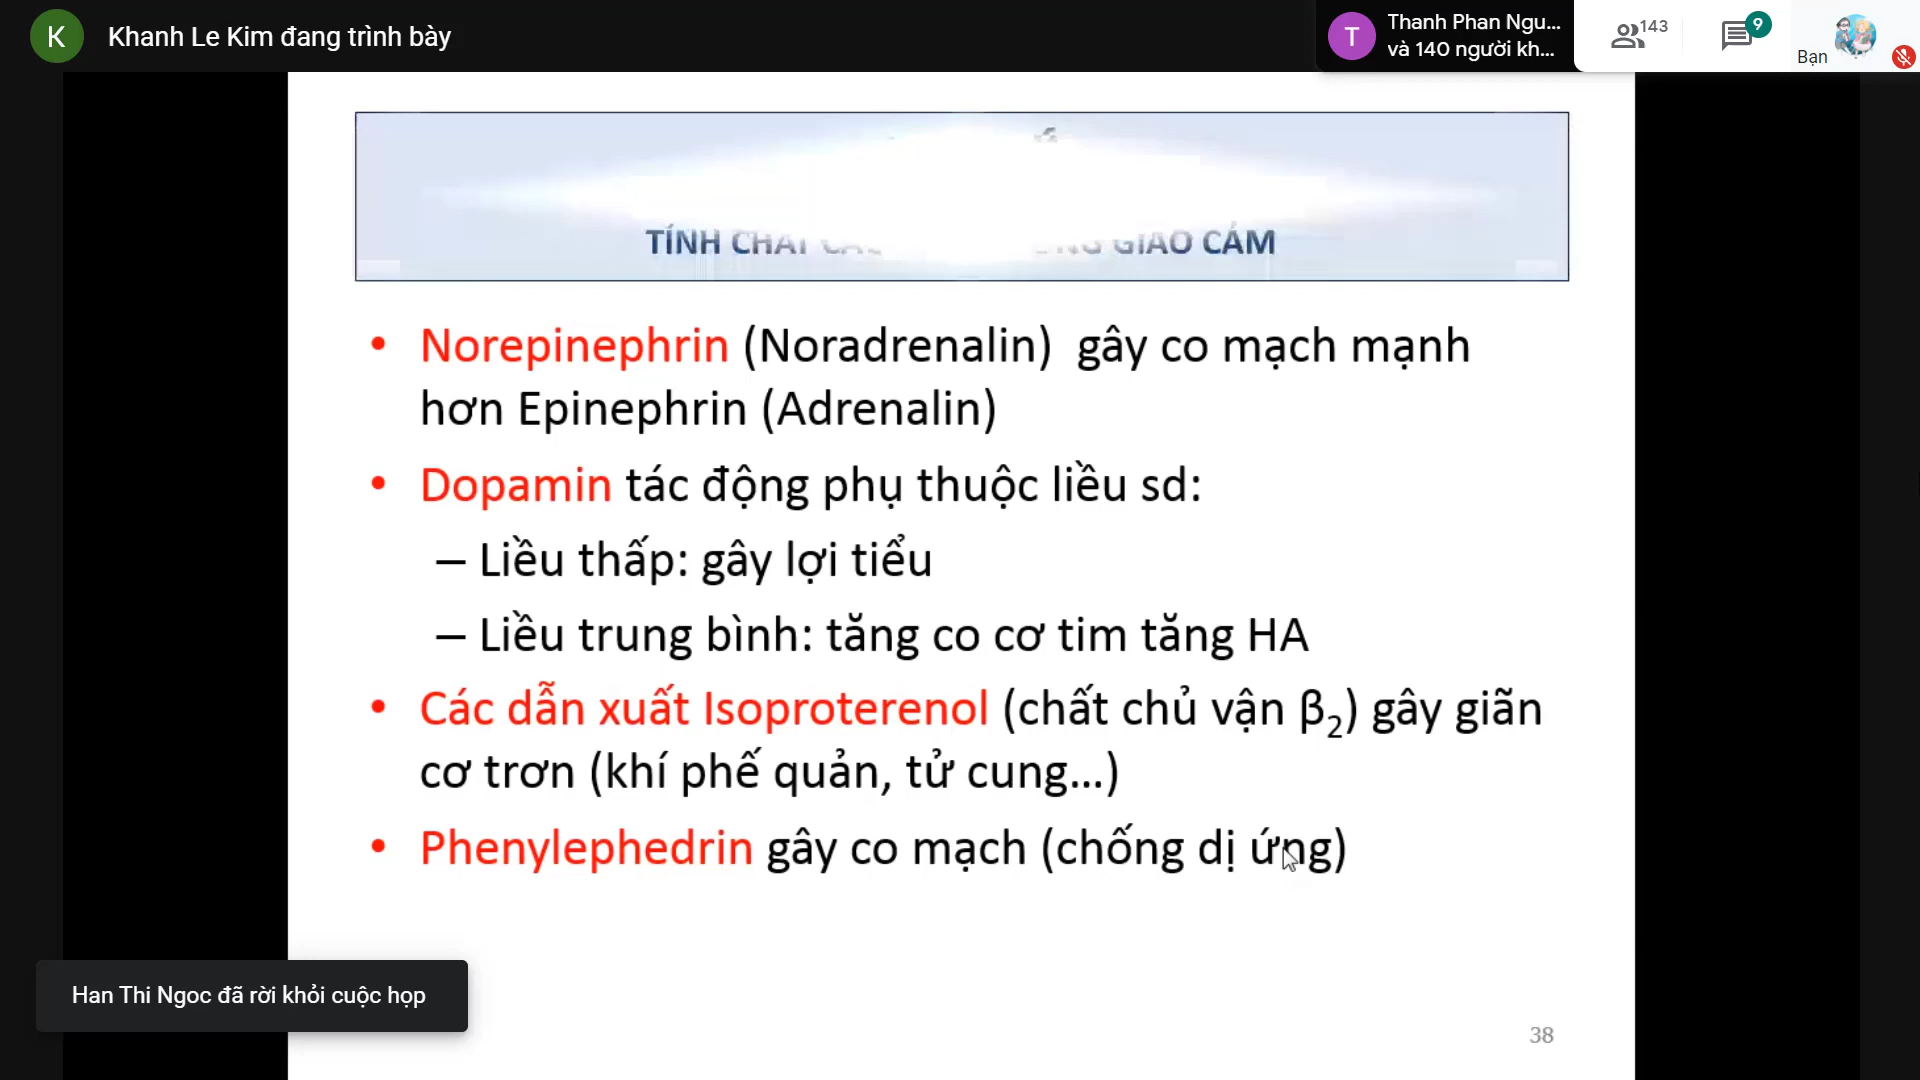 K
Khanh Le Kim đang trình bày
T
Thanh Phan Ngu...
và 140 người kh...
143
9
Bạn
TÍNH CHẤT GIAO CẢM
• Norepinephrin (Noradrenalin) gây co mạch mạnh
hơn Epinephrin (Adrenalin)
• Dopamin tác động phụ thuộc liều sd:
– Liều thấp: gây lợi tiểu
– Liều trung bình: tăng co cơ tim tăng HA
• Các dẫn xuất Isoproterenol (chất chủ vận β₂) gây giãn
cơ trơn (khí phế quản, tử cung...)
• Phenylephedrin gây co mạch (chống dị ứng)
Han Thi Ngoc đã rời khỏi cuộc họp
38